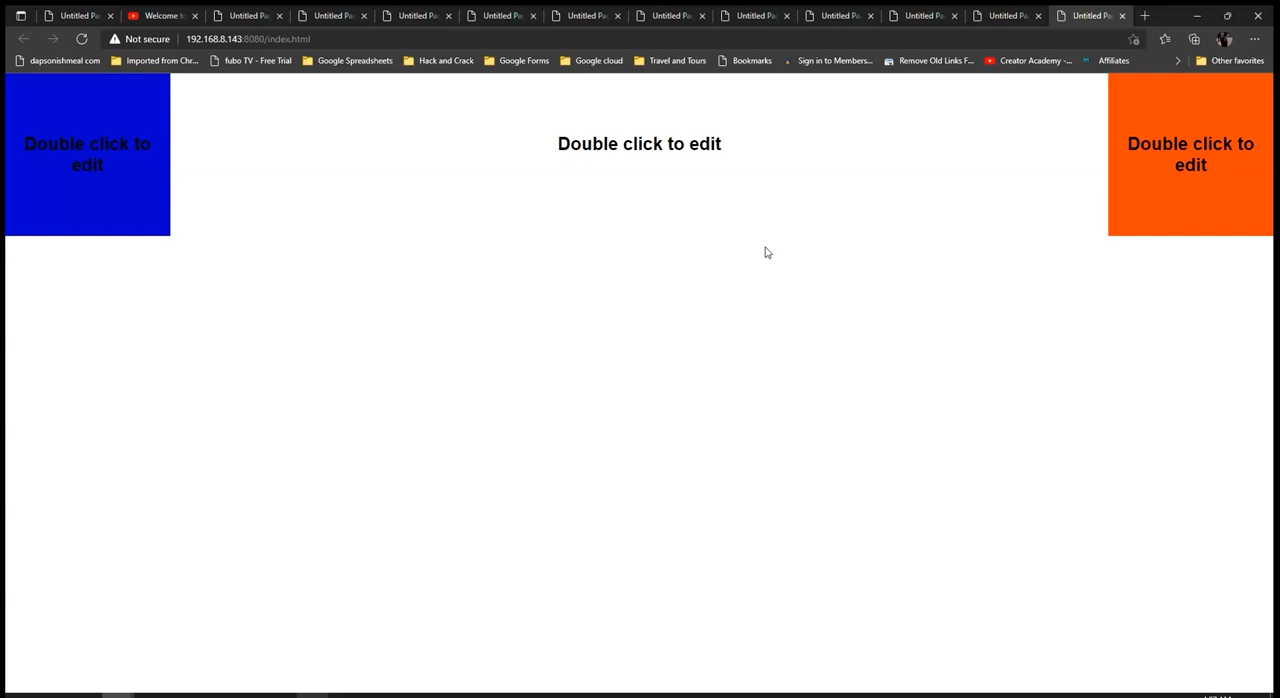 Untitled Pa Welcome to Untitled Pa Untitled Pa Untitled Pa Untitled Pa Untitled Pa Untitled Pa Untitled Pa Untitled Pa Untitled Pa Untitled Pa Untitled Pa
Not secure 192.168.8.143:8080/index.html
dapsonishmeal.com Imported from Chr... fubo TV - Free Trial Google Spreadsheets Hack and Crack Google Forms Google cloud Travel and Tours Bookmarks Sign in to Members... Remove Old Links F... Creator Academy -... Affiliates Other favorites
Double click to
edit
Double click to edit
Double click to
edit